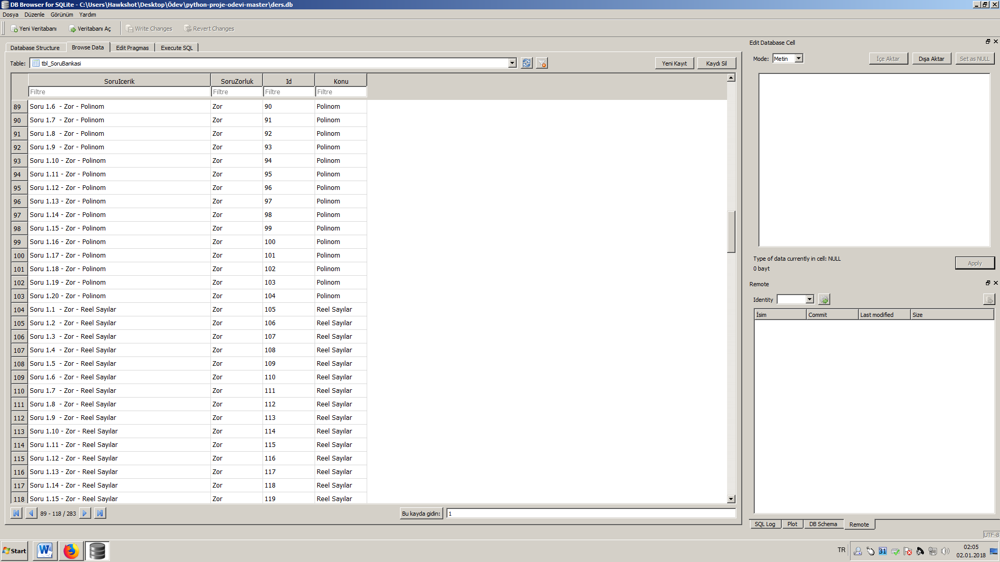 DB Browser for SQLite - C:\Users\Hawkshot\Desktop\Ödev\python-proje-odevi-master\ders.db
Dosya Düzenle Görünüm Yardım
Yeni Veritabanı Veritabanı Aç Write Changes Revert Changes
Database Structure Browse Data Edit Pragmas Execute SQL
Table: tbl_SoruBankasi Yeni Kayıt Kaydı Sil
SoruIcerik SoruZorluk Id Konu
Filtre Filtre Filtre Filtre
89 Soru 1.6  - Zor - Polinom Zor 90 Polinom
90 Soru 1.7  - Zor - Polinom Zor 91 Polinom
91 Soru 1.8  - Zor - Polinom Zor 92 Polinom
92 Soru 1.9  - Zor - Polinom Zor 93 Polinom
93 Soru 1.10 - Zor - Polinom Zor 94 Polinom
94 Soru 1.11 - Zor - Polinom Zor 95 Polinom
95 Soru 1.12 - Zor - Polinom Zor 96 Polinom
96 Soru 1.13 - Zor - Polinom Zor 97 Polinom
97 Soru 1.14 - Zor - Polinom Zor 98 Polinom
98 Soru 1.15 - Zor - Polinom Zor 99 Polinom
99 Soru 1.16 - Zor - Polinom Zor 100 Polinom
100 Soru 1.17 - Zor - Polinom Zor 101 Polinom
101 Soru 1.18 - Zor - Polinom Zor 102 Polinom
102 Soru 1.19 - Zor - Polinom Zor 103 Polinom
103 Soru 1.20 - Zor - Polinom Zor 104 Polinom
104 Soru 1.1  - Zor - Reel Sayılar Zor 105 Reel Sayılar
105 Soru 1.2  - Zor - Reel Sayılar Zor 106 Reel Sayılar
106 Soru 1.3  - Zor - Reel Sayılar Zor 107 Reel Sayılar
107 Soru 1.4  - Zor - Reel Sayılar Zor 108 Reel Sayılar
108 Soru 1.5  - Zor - Reel Sayılar Zor 109 Reel Sayılar
109 Soru 1.6  - Zor - Reel Sayılar Zor 110 Reel Sayılar
110 Soru 1.7  - Zor - Reel Sayılar Zor 111 Reel Sayılar
111 Soru 1.8  - Zor - Reel Sayılar Zor 112 Reel Sayılar
112 Soru 1.9  - Zor - Reel Sayılar Zor 113 Reel Sayılar
113 Soru 1.10 - Zor - Reel Sayılar Zor 114 Reel Sayılar
114 Soru 1.11 - Zor - Reel Sayılar Zor 115 Reel Sayılar
115 Soru 1.12 - Zor - Reel Sayılar Zor 116 Reel Sayılar
116 Soru 1.13 - Zor - Reel Sayılar Zor 117 Reel Sayılar
117 Soru 1.14 - Zor - Reel Sayılar Zor 118 Reel Sayılar
118 Soru 1.15 - Zor - Reel Sayılar Zor 119 Reel Sayılar
89 - 118 / 283 Bu kayda gidin: 1
Edit Database Cell
Mode: Metin İçe Aktar Dışa Aktar Set as NULL
Type of data currently in cell: NULL
0 bayt
Apply
Remote
Identity
İsim Commit Last modified Size
SQL Log Plot DB Schema Remote
UTF-8
Start W TR 31 02:05
02.01.2018